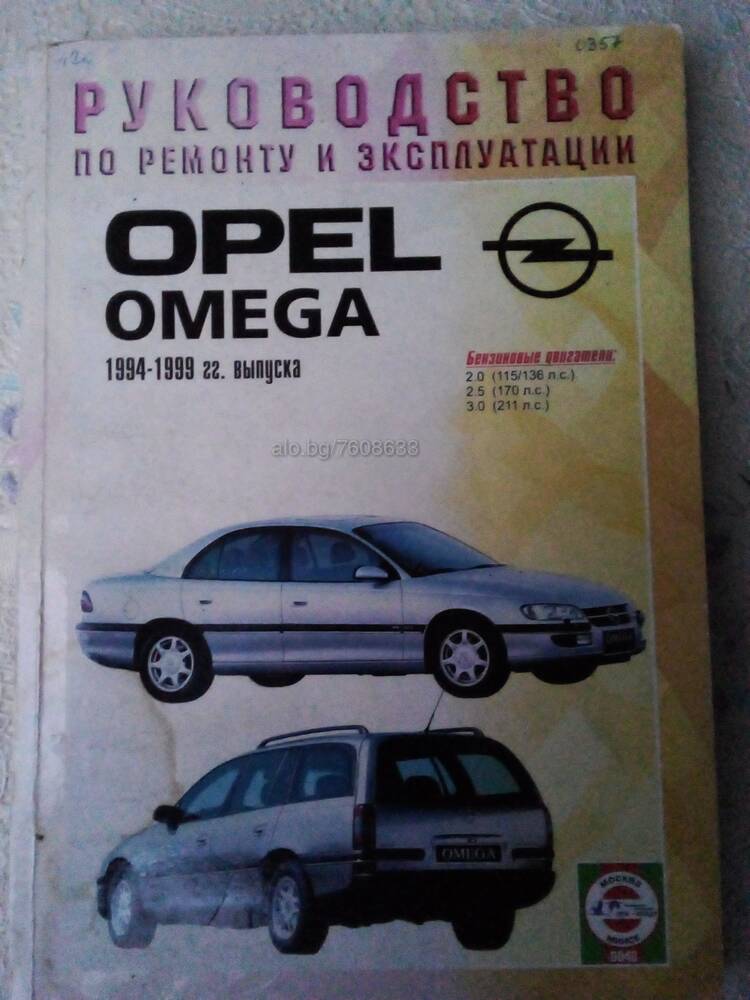 0357
РУКОВОДСТВО
ПО РЕМОНТУ И ЭКСПЛУАТАЦИИ
OPEL
OMEGA
1994-1999 гг. выпуска
Бензиновые двигатели:
2.0 (115/136 л.с.)
2.5 (170 л.с.)
3.0 (211 л.с.)
alo.bg/7608633
OMEGA
МОСКВА
МИНСК